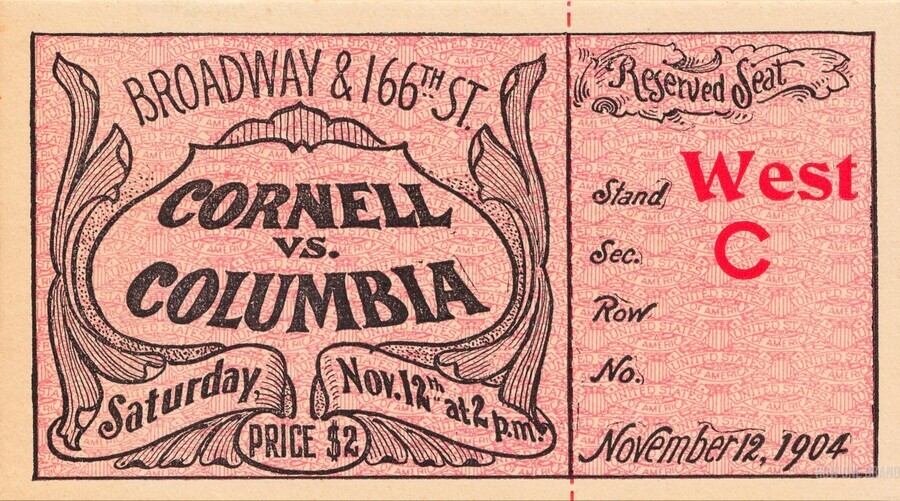 BROADWAY & 166TH ST.
CORNELL
VS.
COLUMBIA
Saturday, Nov. 12th at 2 p.m.
PRICE $2
Reserved Seat
Stand West
Sec. C
Row
No.
November 12, 1904